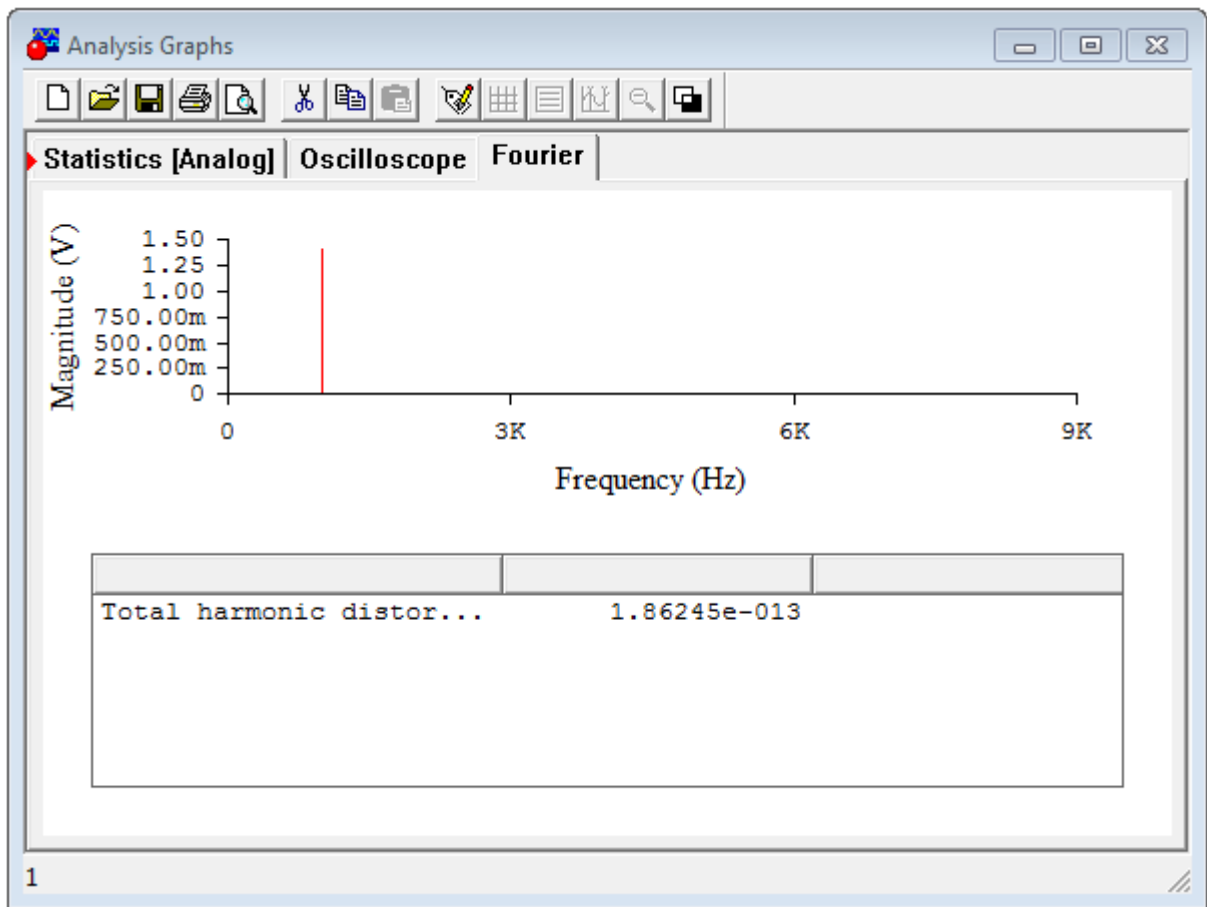 Analysis Graphs
Statistics [Analog] Oscilloscope Fourier
Magnitude (V)
1.50
1.25
1.00
750.00m
500.00m
250.00m
0
0 3K 6K 9K
Frequency (Hz)
Total harmonic distor... 1.86245e-013
1